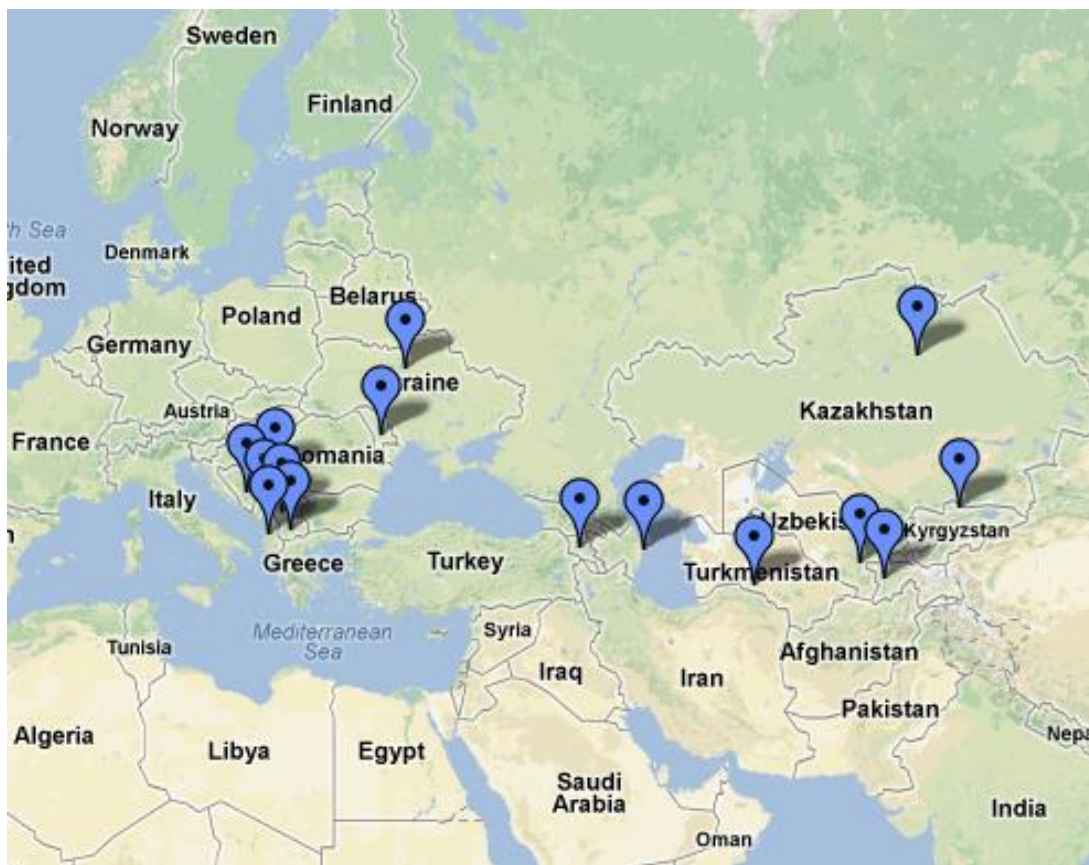 Sweden
Finland
Norway
th Sea
Denmark
ited
gdom
Belarus
Poland
Germany
raine
Austria
Kazakhstan
France
omania
Italy
Uzbekis
Kyrgyzstan
Greece
Turkey
Turkmenistan
Mediterranean
Sea
Tunisia
Syria
Afghanistan
Iraq
Iran
Pakistan
Algeria
Libya
Egypt
Nepa
Saudi
Arabia
India
Oman